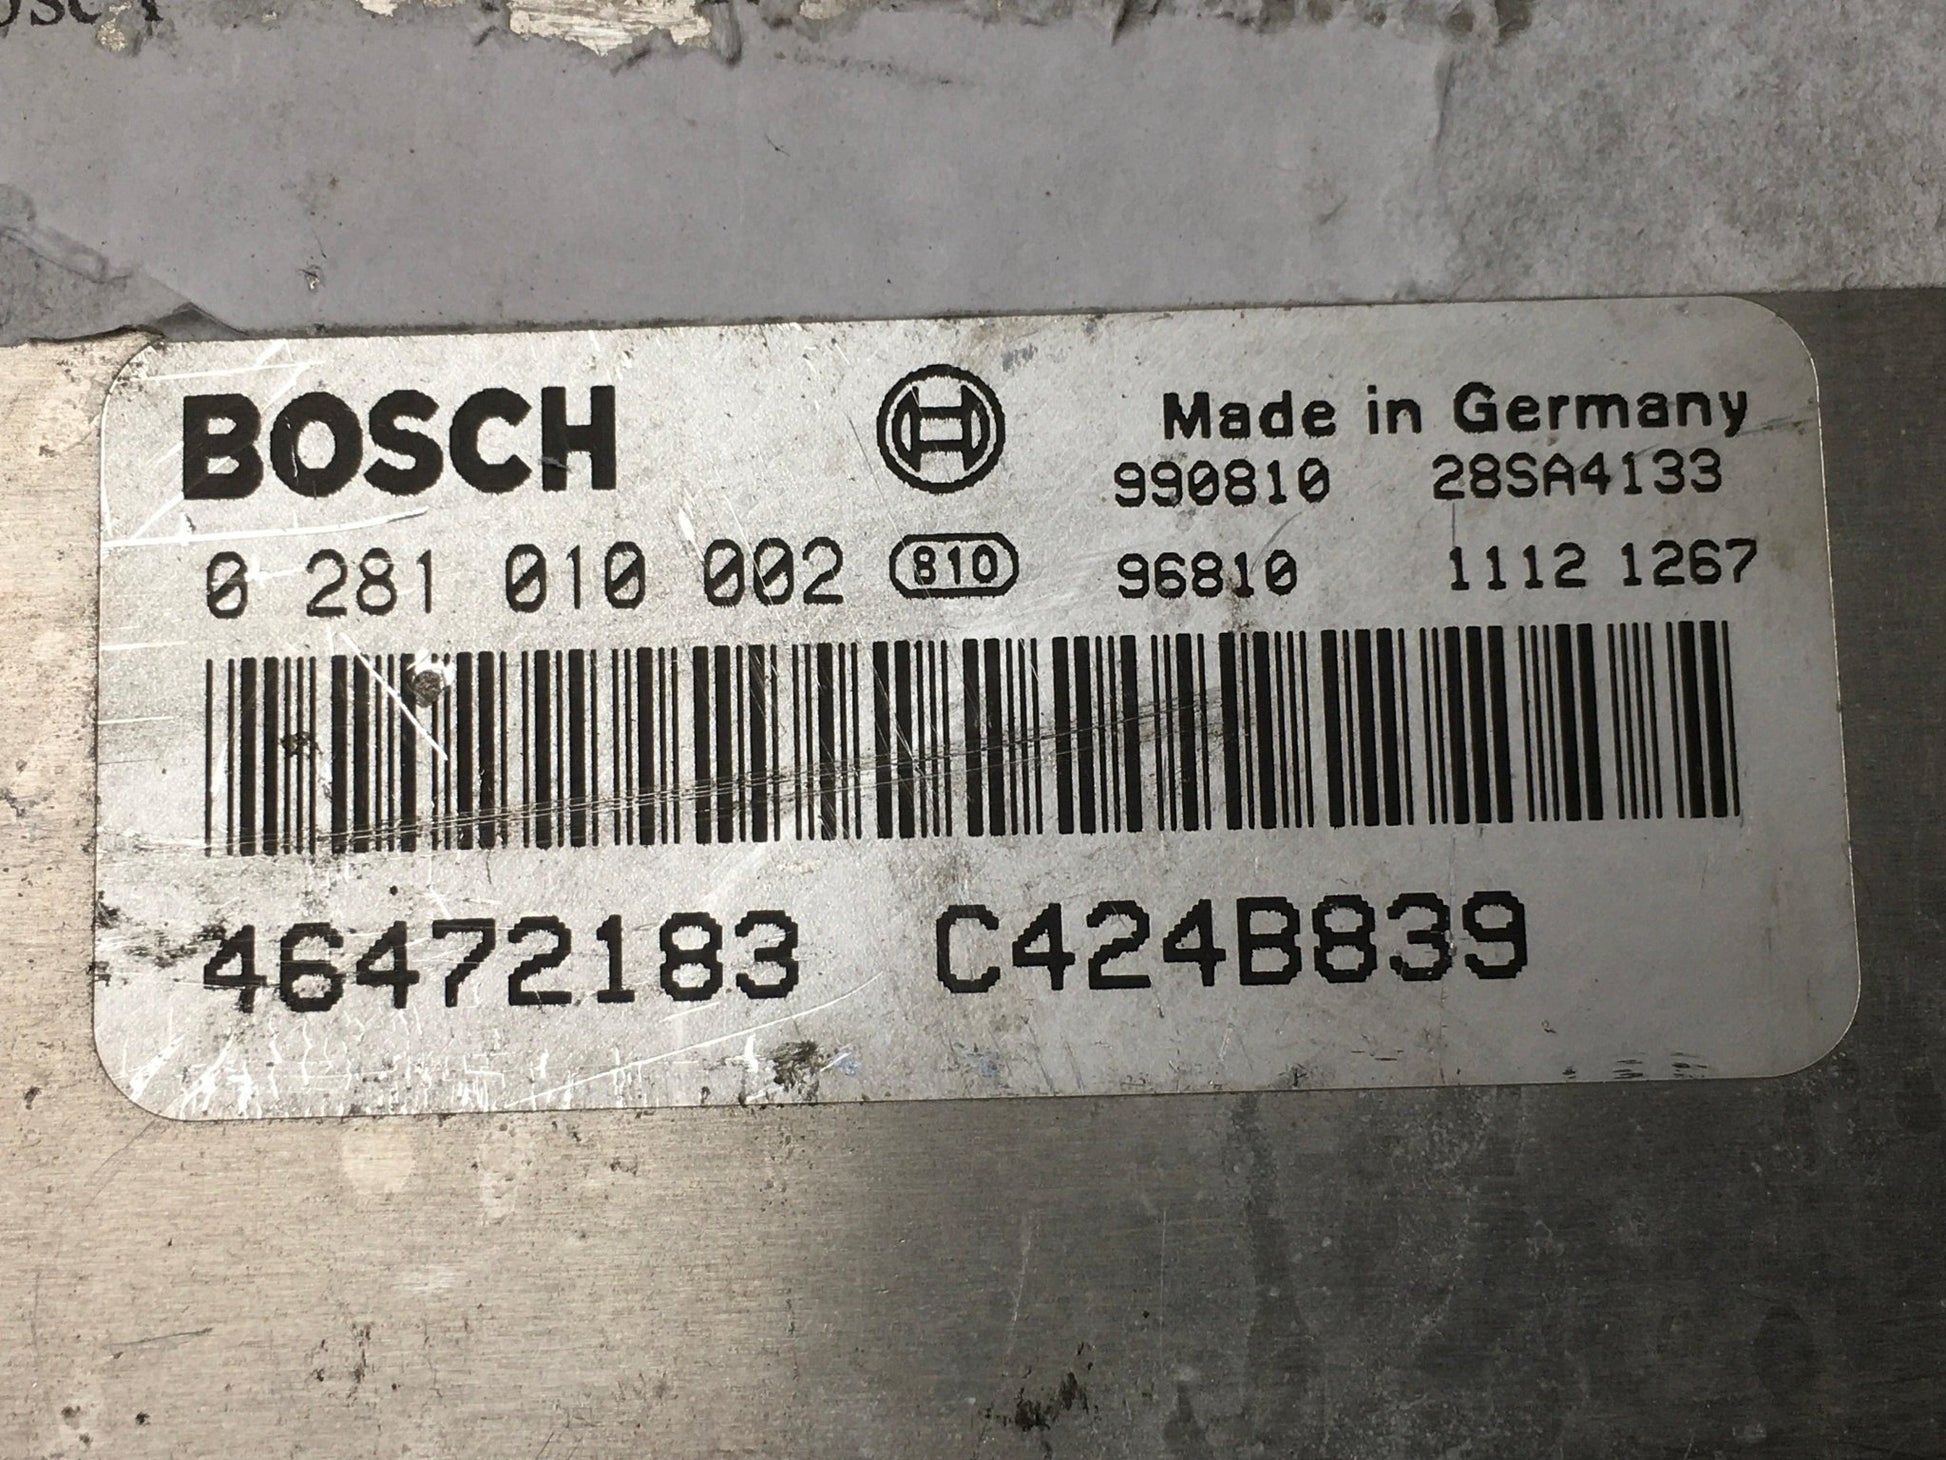 BOSCH Made in Germany
990810 28SA4133
0 281 010 002 810 96810 1112 1267
46472183 C424B839